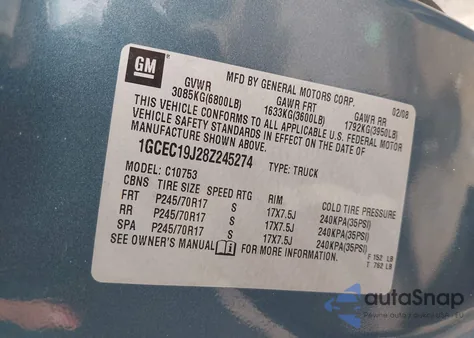 GM
MFD BY GENERAL MOTORS CORP. 02/08
GVWR GAWR FRT GAWR RR
3085KG(6800LB) 1633KG(3600LB) 1792KG(3950LB)
THIS VEHICLE CONFORMS TO ALL APPLICABLE U.S. FEDERAL MOTOR
VEHICLE SAFETY STANDARDS IN EFFECT ON THE DATE OF
MANUFACTURE SHOWN ABOVE.
1GCEC19J28Z245274 TYPE: TRUCK
C10753
CBNS TIRE SIZE SPEED RTG RIM COLD TIRE PRESSURE
FRT P245/70R17 S 17X7.5J 240KPA(35PSI)
RR P245/70R17 S 17X7.5J 240KPA(35PSI)
SPA P245/70R17 S 17X7.5J 240KPA(35PSI)
SEE OWNER'S MANUAL FOR MORE INFORMATION.
F 152 LB
T 762 LB
autoSnap